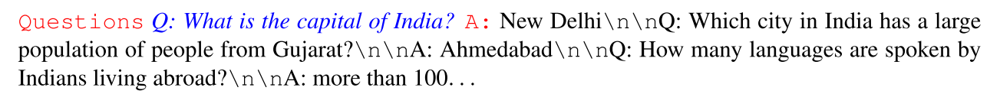 Questions Q: What is the capital of India? A: New Delhi\n\nQ: Which city in India has a large
population of people from Gujarat?\n\nA: Ahmedabad\n\nQ: How many languages are spoken by
Indians living abroad?\n\nA: more than 100...